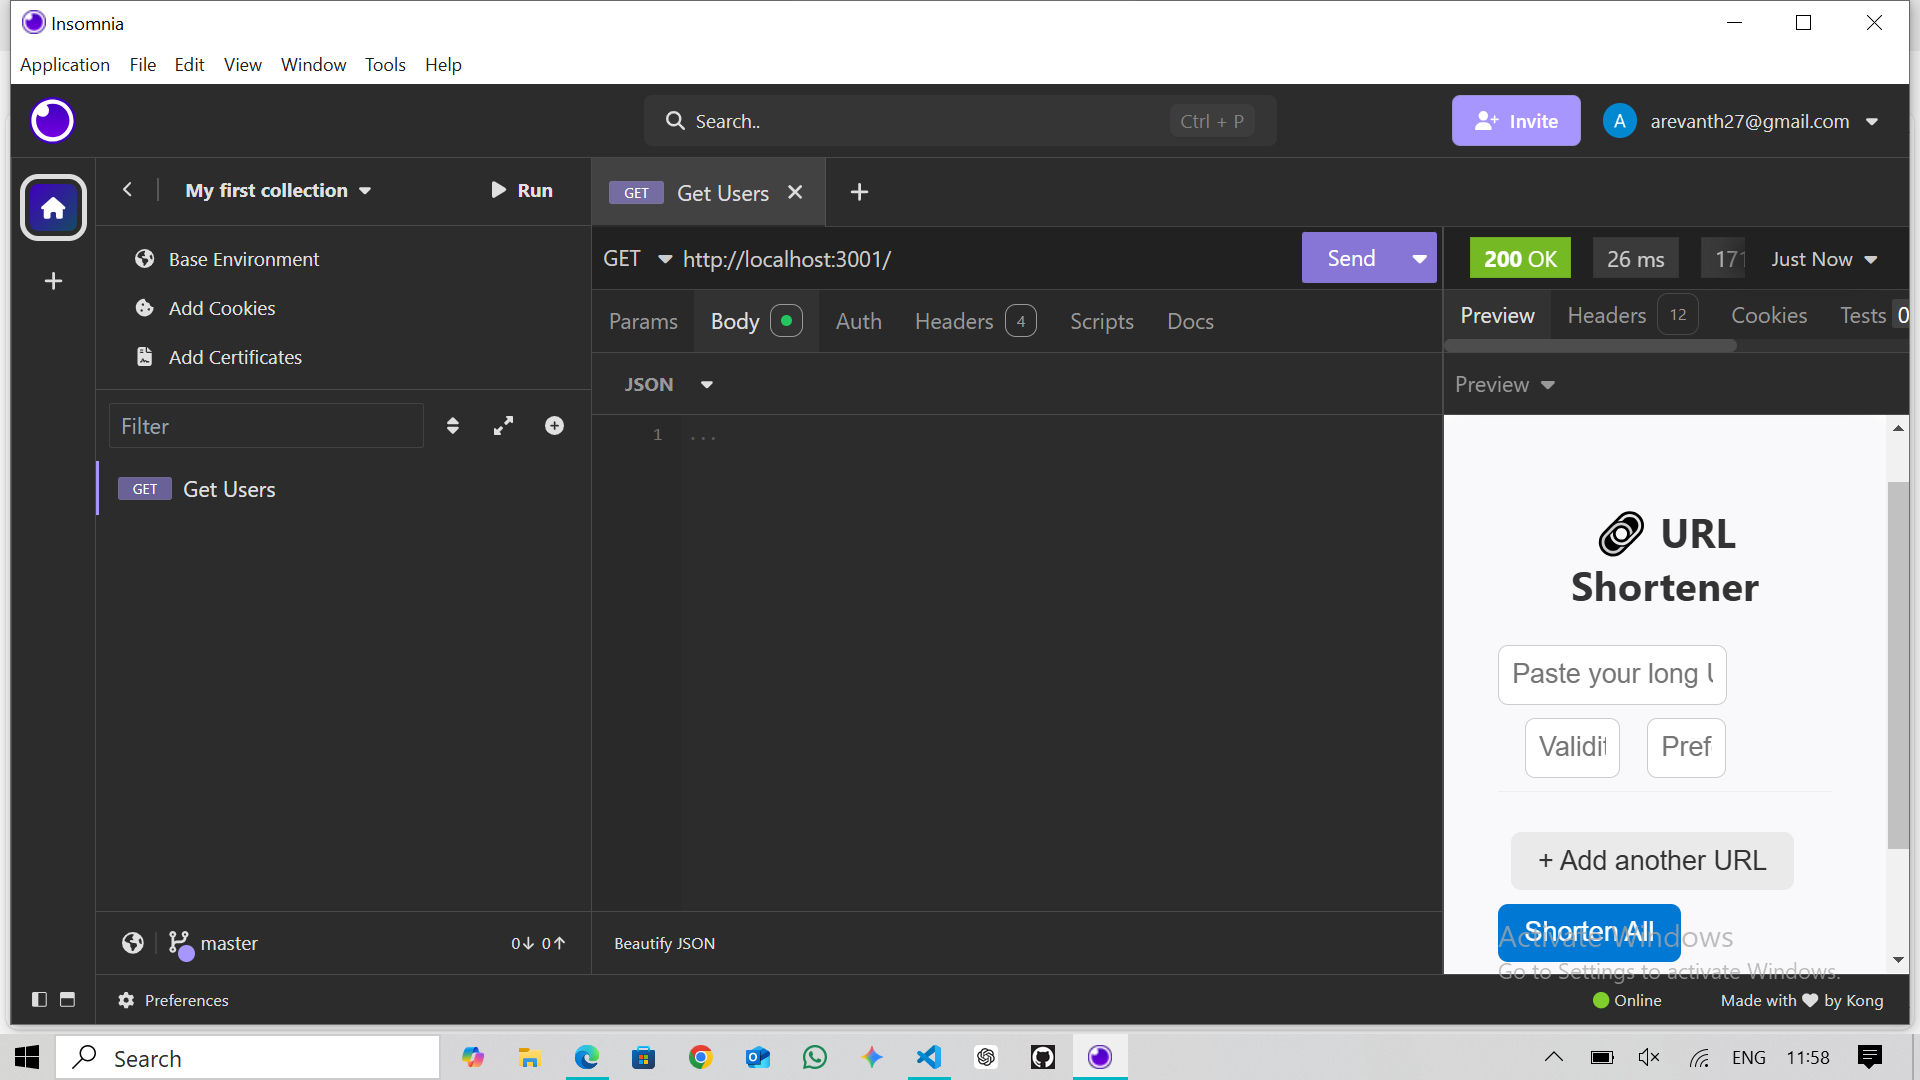 Insomnia
Application File Edit View Window Tools Help
Search.. Ctrl + P
Invite
A arevanth27@gmail.com
My first collection
Run
GET Get Users
Base Environment
Add Cookies
Add Certificates
Filter
GET Get Users
master
0 0
Preferences
GET http://localhost:3001/
Send
Params Body Auth Headers 4 Scripts Docs
JSON
1 ...
Beautify JSON
200 OK 26 ms 171 Just Now
Preview Headers 12 Cookies Tests 0
Preview
URL
Shortener
Paste your long
Validit Pref
+ Add another URL
Shorten All
Activate Windows
Go to Settings to activate Windows.
Online
Made with by Kong
Search
ENG 11:58